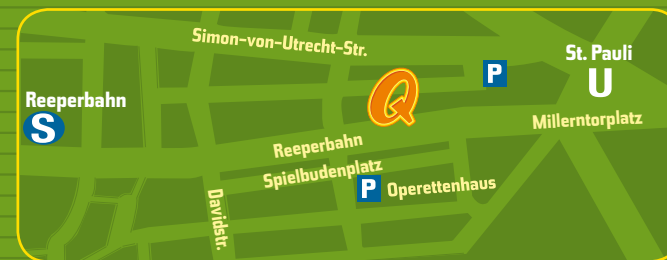 Simon-von-Utrecht-Str.
St. Pauli
U
P
Q
Reeperbahn
S
Millerntorplatz
Reeperbahn
Spielbudenplatz
P Operettenhaus
Davidstr.